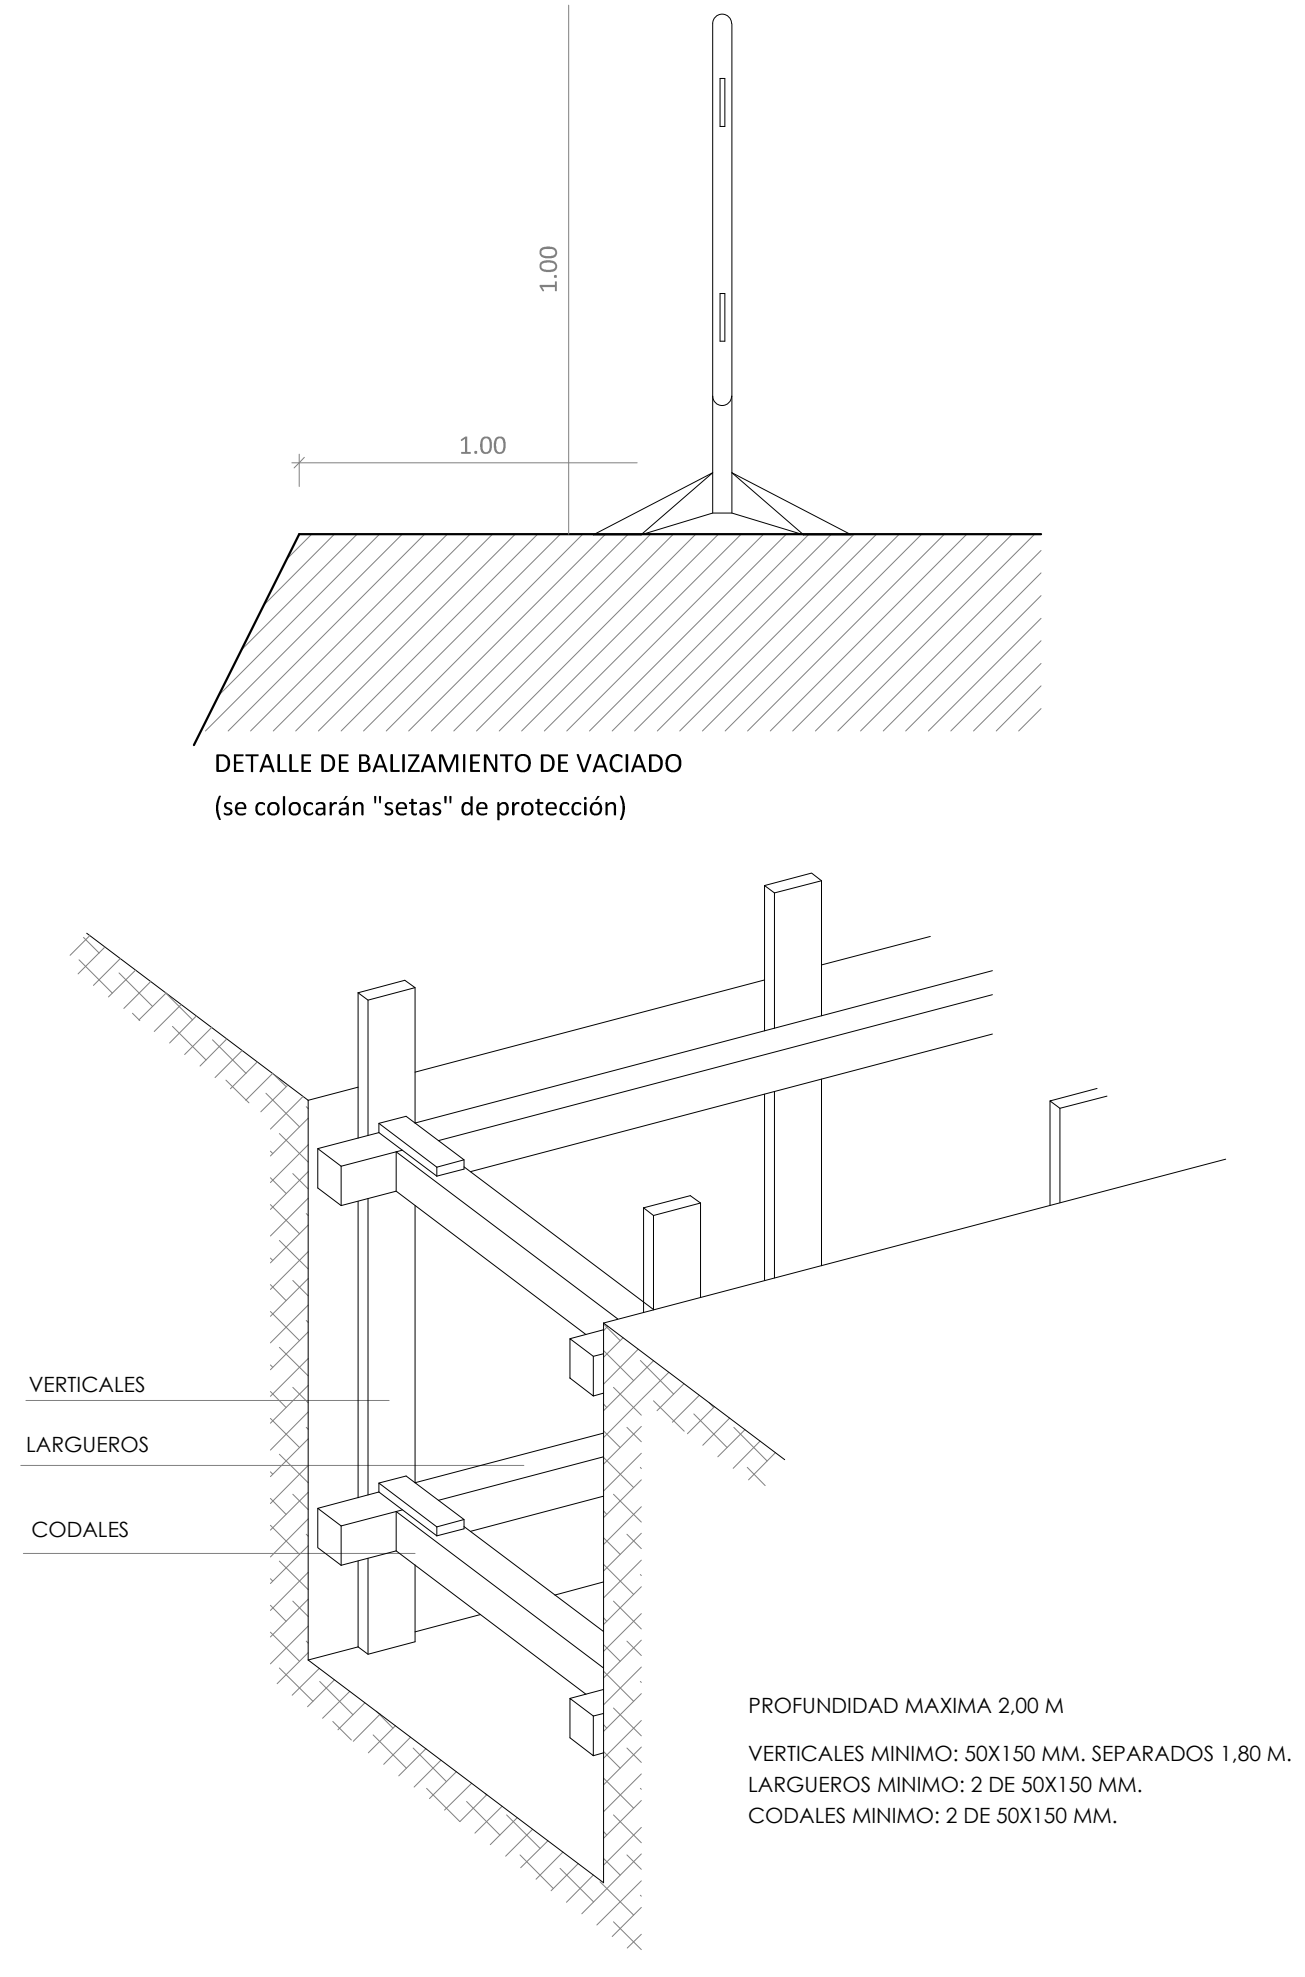 1.00
1.00
DETALLE DE BALIZAMIENTO DE VACIADO
(se colocarán "setas" de protección)
VERTICALES
LARGUEROS
CODALES
PROFUNDIDAD MAXIMA 2,00 M
VERTICALES MINIMO: 50X150 MM. SEPARADOS 1,80 M.
LARGUEROS MINIMO: 2 DE 50X150 MM.
CODALES MINIMO: 2 DE 50X150 MM.